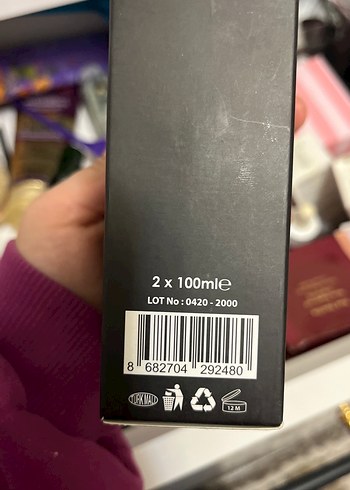 2 x 100ml℮
LOT No : 0420 - 2000
8 682704 292480
TÜRK MALI
12 M